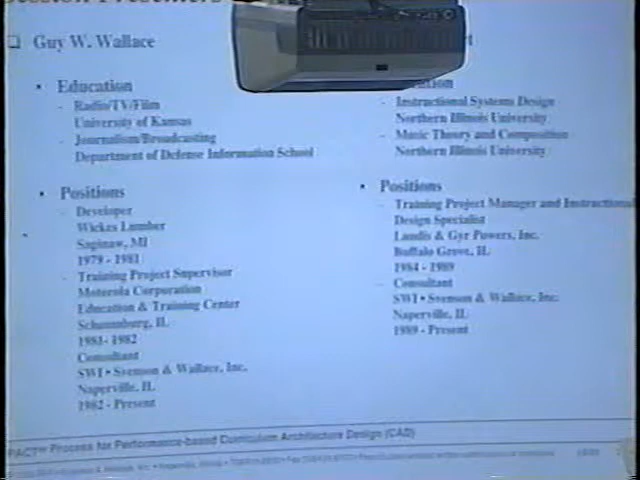 Session Presenters
Guy W. Wallace
Education
- Radio/TV/Film
University of Kansas
- Journalism/Broadcasting
Department of Defense Information School
Positions
- Developer
Wickes Lumber
Saginaw, MI
1979 - 1981
- Training Project Supervisor
Motorola Corporation
Education & Training Center
Schaumburg, IL
1981- 1982
Consultant
SWI • Svenson & Wallace, Inc.
Naperville, IL
1982 - Present
- Instructional Systems Design
Northern Illinois University
- Music Theory and Composition
Northern Illinois University
Positions
- Training Project Manager and Instructional
Design Specialist
Landis & Gyr Powers, Inc.
Buffalo Grove, IL
1984 - 1989
- Consultant
SWI • Svenson & Wallace, Inc.
Naperville, IL
1989 - Present
PACT℠ Process for Performance-based Curriculum Architecture Design (CAD)